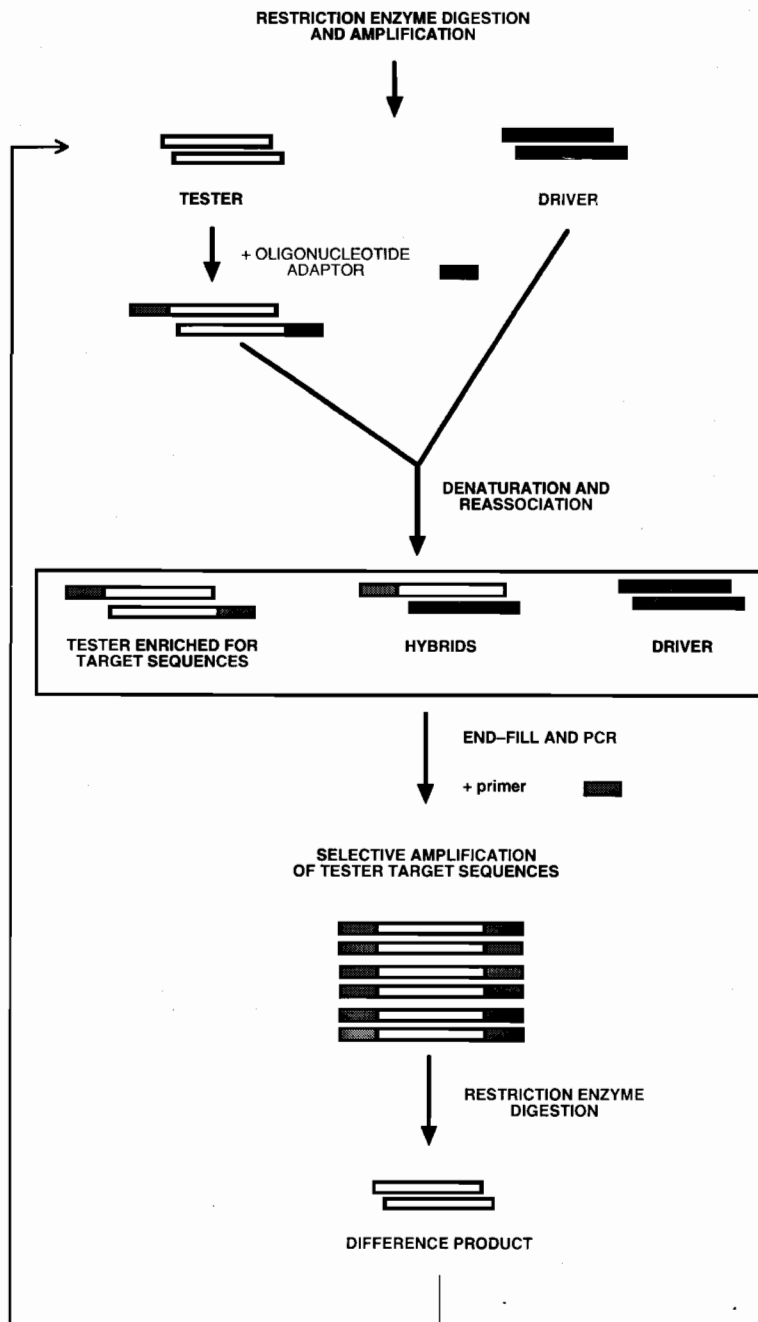 RESTRICTION ENZYME DIGESTION
AND AMPLIFICATION
TESTER
DRIVER
+ OLIGONUCLEOTIDE
ADAPTOR
DENATURATION AND
REASSOCIATION
TESTER ENRICHED FOR
TARGET SEQUENCES
HYBRIDS
DRIVER
END–FILL AND PCR
+ primer
SELECTIVE AMPLIFICATION
OF TESTER TARGET SEQUENCES
RESTRICTION ENZYME
DIGESTION
DIFFERENCE PRODUCT